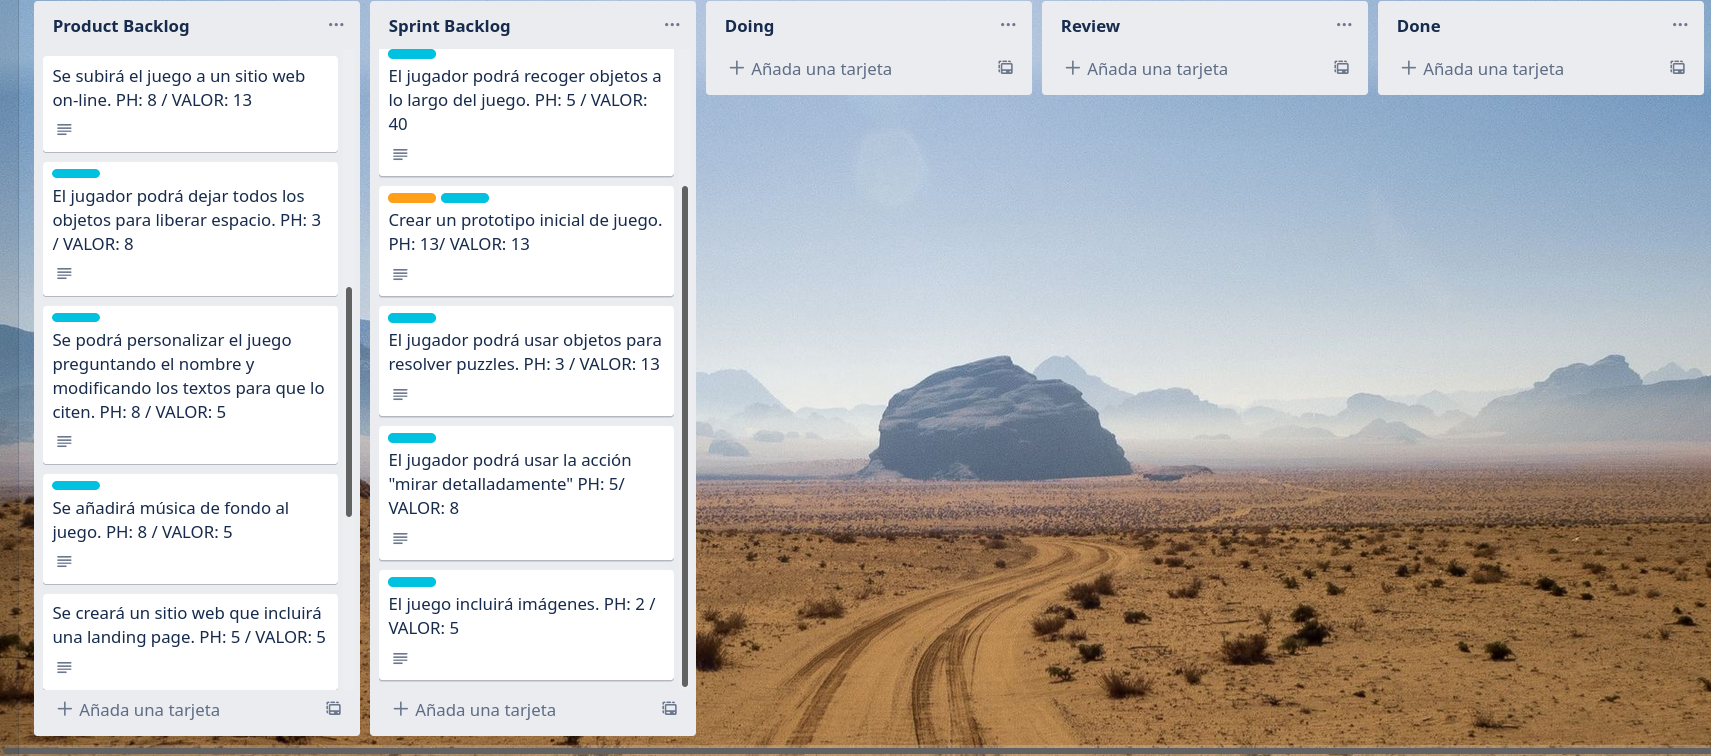 Product Backlog
Se subirá el juego a un sitio web
on-line. PH: 8 / VALOR: 13
El jugador podrá dejar todos los
objetos para liberar espacio. PH: 3
/ VALOR: 8
Se podrá personalizar el juego
preguntando el nombre y
modificando los textos para que lo
citen. PH: 8 / VALOR: 5
Se añadirá música de fondo al
juego. PH: 8 / VALOR: 5
Se creará un sitio web que incluirá
una landing page. PH: 5 / VALOR: 5
Añada una tarjeta
Sprint Backlog
El jugador podrá recoger objetos a
lo largo del juego. PH: 5 / VALOR:
40
Crear un prototipo inicial de juego.
PH: 13/ VALOR: 13
El jugador podrá usar objetos para
resolver puzzles. PH: 3 / VALOR: 13
El jugador podrá usar la acción
"mirar detalladamente" PH: 5/
VALOR: 8
El juego incluirá imágenes. PH: 2 /
VALOR: 5
Añada una tarjeta
Doing
Añada una tarjeta
Review
Añada una tarjeta
Done
Añada una tarjeta